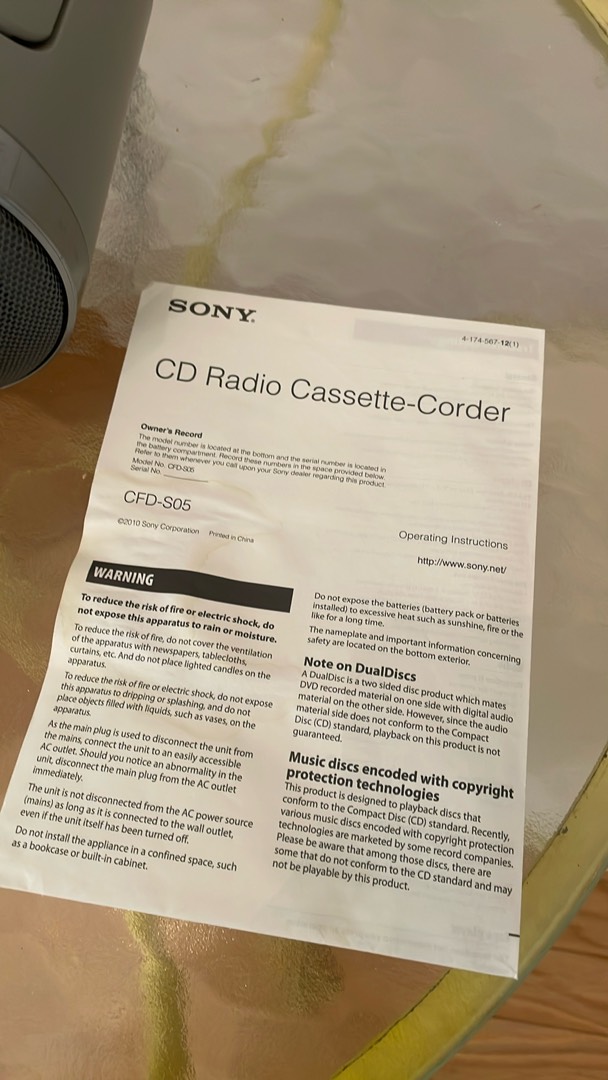 SONY®
4-174-567-12(1)
CD Radio Cassette-Corder
Owner's Record
The model number is located at the bottom and the serial number is located in
the battery compartment. Record these numbers in the space provided below.
Refer to them whenever you call upon your Sony dealer regarding this product.
Model No. CFD-S05
Serial No.
CFD-S05
©2010 Sony Corporation Printed in China
Operating Instructions
http://www.sony.net/
WARNING
To reduce the risk of fire or electric shock, do
not expose this apparatus to rain or moisture.
To reduce the risk of fire, do not cover the ventilation
of the apparatus with newspapers, tablecloths,
curtains, etc. And do not place lighted candles on the
apparatus.
To reduce the risk of fire or electric shock, do not expose
this apparatus to dripping or splashing, and do not
place objects filled with liquids, such as vases, on the
apparatus.
As the main plug is used to disconnect the unit from
the mains, connect the unit to an easily accessible
AC outlet. Should you notice an abnormality in the
unit, disconnect the main plug from the AC outlet
immediately.
The unit is not disconnected from the AC power source
(mains) as long as it is connected to the wall outlet,
even if the unit itself has been turned off.
Do not install the appliance in a confined space, such
as a bookcase or built-in cabinet.
Do not expose the batteries (battery pack or batteries
installed) to excessive heat such as sunshine, fire or the
like for a long time.
The nameplate and important information concerning
safety are located on the bottom exterior.
Note on DualDiscs
A DualDisc is a two sided disc product which mates
DVD recorded material on one side with digital audio
material on the other side. However, since the audio
material side does not conform to the Compact
Disc (CD) standard, playback on this product is not
guaranteed.
Music discs encoded with copyright
protection technologies
This product is designed to playback discs that
conform to the Compact Disc (CD) standard. Recently,
various music discs encoded with copyright protection
technologies are marketed by some record companies.
Please be aware that among those discs, there are
some that do not conform to the CD standard and may
not be playable by this product.